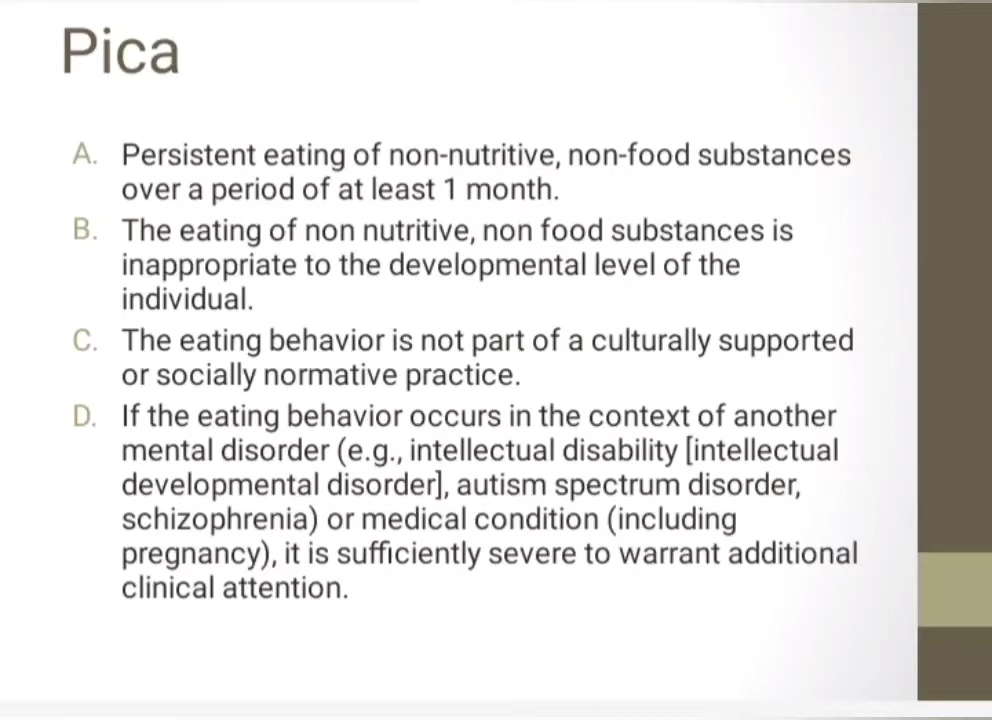 Pica
A. Persistent eating of non-nutritive, non-food substances
over a period of at least 1 month.
B. The eating of non nutritive, non food substances is
inappropriate to the developmental level of the
individual.
C. The eating behavior is not part of a culturally supported
or socially normative practice.
D. If the eating behavior occurs in the context of another
mental disorder (e.g., intellectual disability [intellectual
developmental disorder], autism spectrum disorder,
schizophrenia) or medical condition (including
pregnancy), it is sufficiently severe to warrant additional
clinical attention.